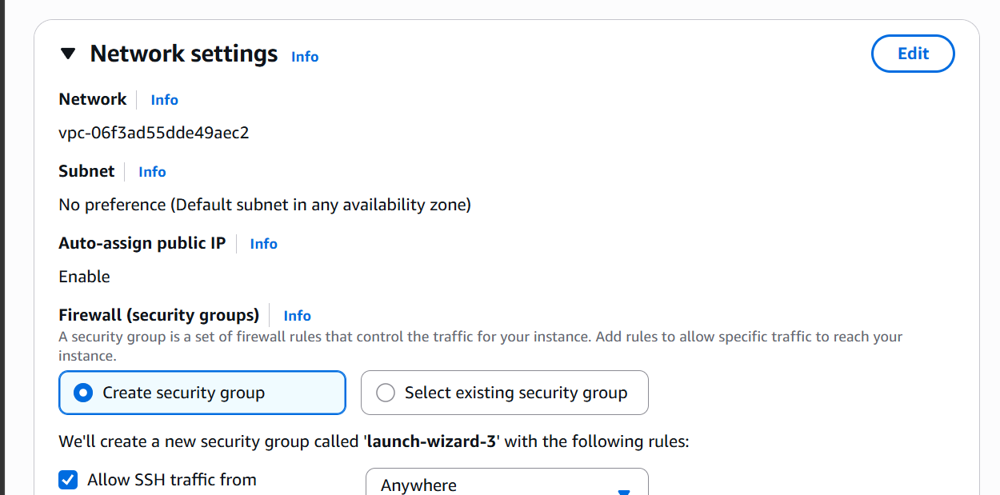 Network settings Info Edit
Network Info
vpc-06f3ad55dde49aec2
Subnet Info
No preference (Default subnet in any availability zone)
Auto-assign public IP Info
Enable
Firewall (security groups) Info
A security group is a set of firewall rules that control the traffic for your instance. Add rules to allow specific traffic to reach your
instance.
Create security group Select existing security group
We'll create a new security group called 'launch-wizard-3' with the following rules:
Allow SSH traffic from Anywhere